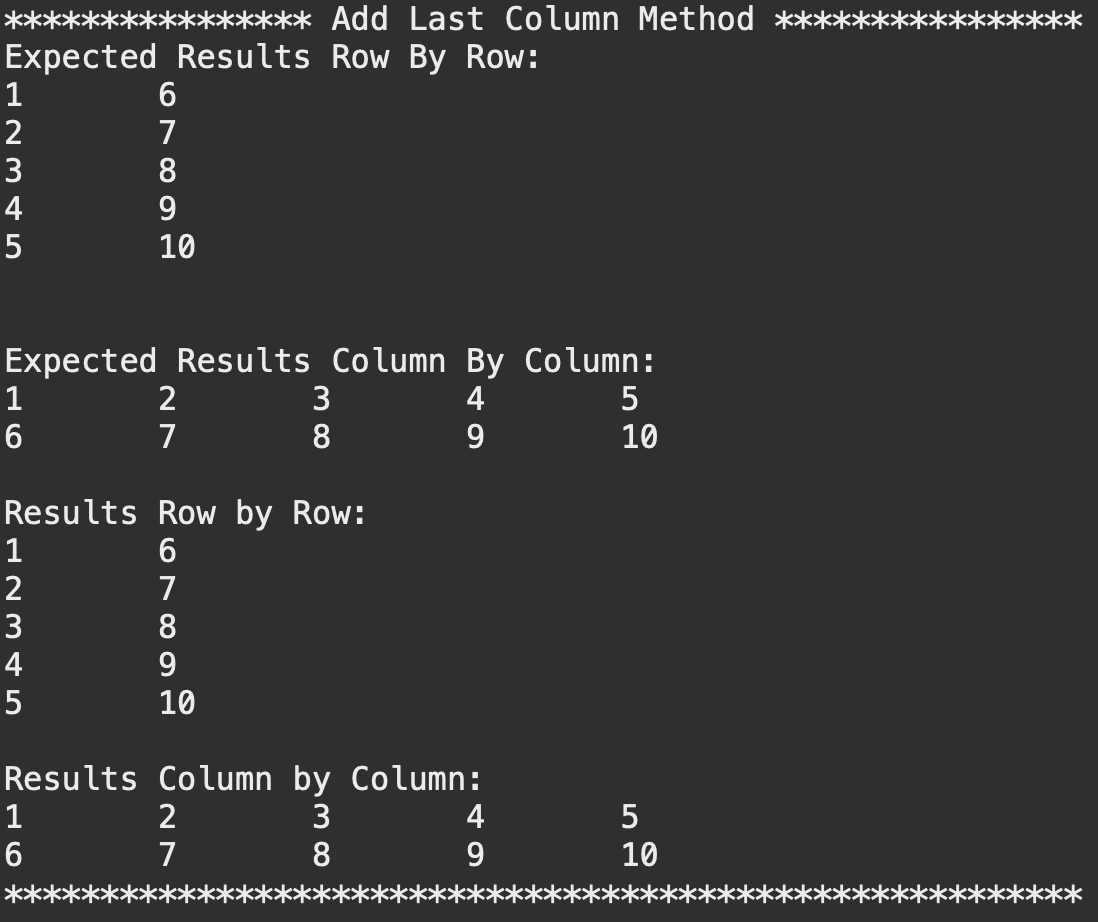 **************** Add Last Column Method ****************
Expected Results Row By Row:
1	6
2	7
3	8
4	9
5	10
Expected Results Column By Column:
1	2	3	4	5
6	7	8	9	10
Results Row by Row:
1	6
2	7
3	8
4	9
5	10
Results Column by Column:
1	2	3	4	5
6	7	8	9	10
********************************************************